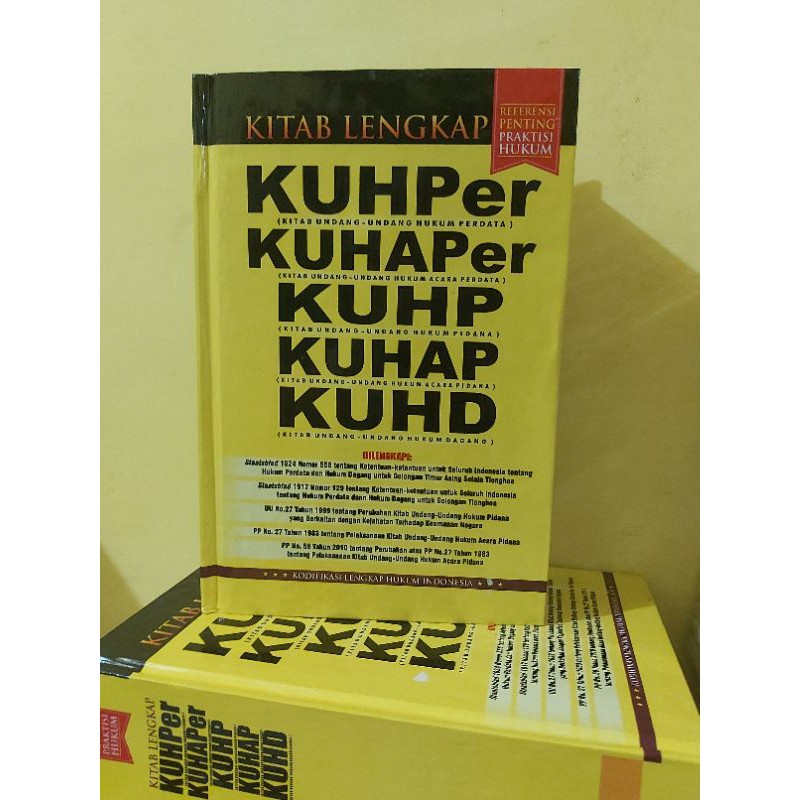 KITAB LENGKAP
REFERENSI
PENTING
PRAKTISI
HUKUM
KUHPer
(KITAB UNDANG-UNDANG HUKUM PERDATA)
KUHAPer
(KITAB UNDANG-UNDANG HUKUM ACARA PERDATA)
KUHP
(KITAB UNDANG-UNDANG HUKUM PIDANA)
KUHAP
(KITAB UNDANG-UNDANG HUKUM ACARA PIDANA)
KUHD
(KITAB UNDANG-UNDANG HUKUM DAGANG)
DILENGKAPI:
Staatsblad 1924 Nomor 556 tentang Ketentuan-ketentuan untuk Seluruh Indonesia tentang
Hukum Perdata dan Hukum Dagang untuk Golongan Timur Asing Selain Tionghoa
Staatsblad 1917 Nomor 129 tentang Ketentuan-ketentuan untuk Seluruh Indonesia
tentang Hukum Perdata dann Hukum Dagang untuk Golongan Tionghoa
UU No.27 Tahun 1999 tentang Perubahan Kitab Undang-Undang Hukum Pidana
yang Berkaitan dengan Kejahatan Terhadap Keamanan Negara
PP No. 27 Tahun 1983 tentang Pelaksanaan Kitab Undang-Undang Hukum Acara Pidana
PP No. 58 Tahun 2010 tentang Perubahan atas PP No.27 Tahun 1983
tentang Pelaksanaan Kitab Undang-Undang Hukum Acara Pidana
KODIFIKASI LENGKAP HUKUM INDONESIA
KITAB
PRAKTISI
HUKUM
KITAB LENGKAP
KUHPer
KUHAPer
KUHP
KUHAP
KUHD